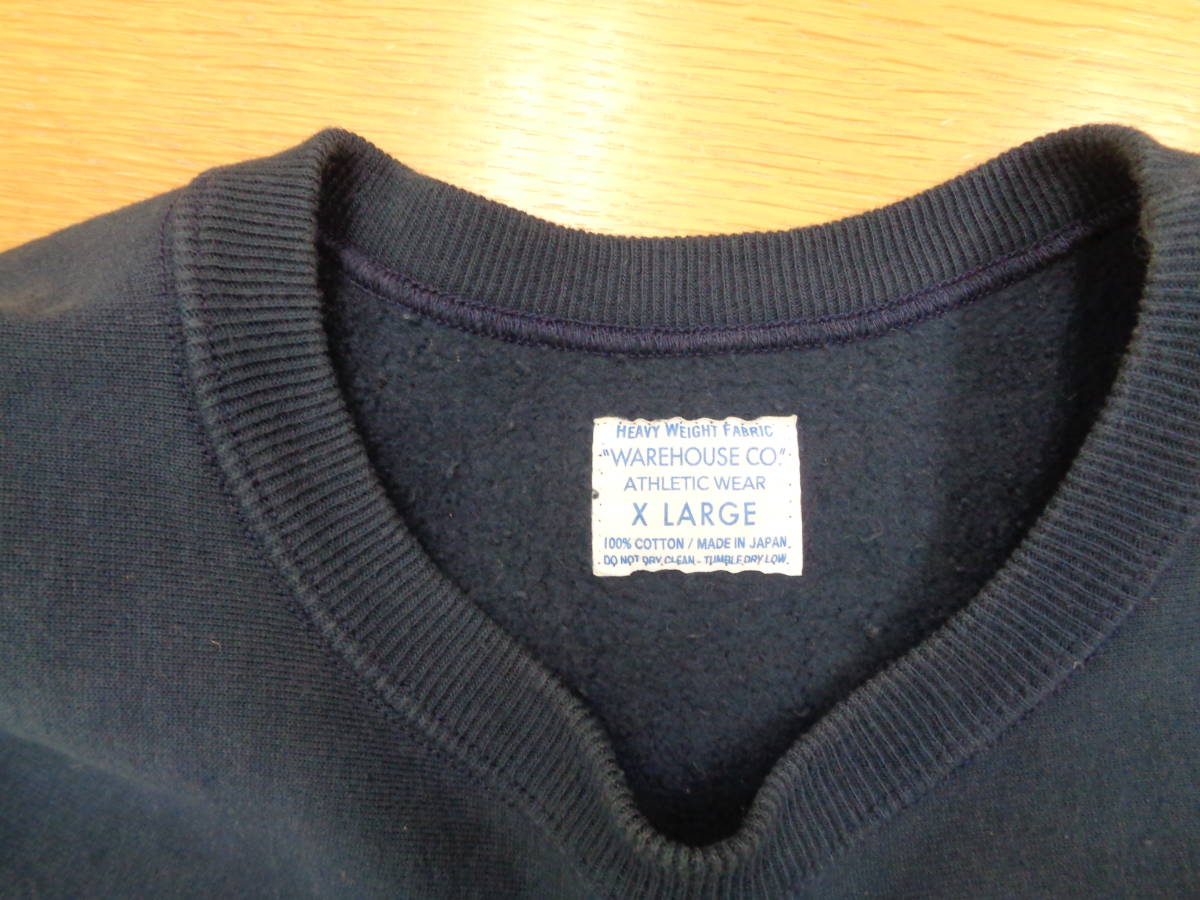 HEAVY WEIGHT FABRIC
"WAREHOUSE CO."
ATHLETIC WEAR
X LARGE
100% COTTON / MADE IN JAPAN.
DO NOT DRY CLEAN - TUMBLE DRY LOW.